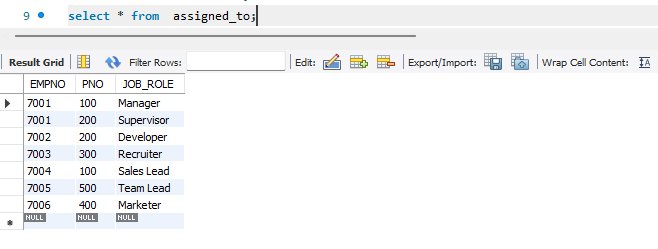 9 select * from assigned_to;
Result Grid Filter Rows: Edit: Export/Import: Wrap Cell Content:
EMPNO PNO JOB_ROLE
7001 100 Manager
7001 200 Supervisor
7002 200 Developer
7003 300 Recruiter
7004 100 Sales Lead
7005 500 Team Lead
7006 400 Marketer
NULL NULL NULL